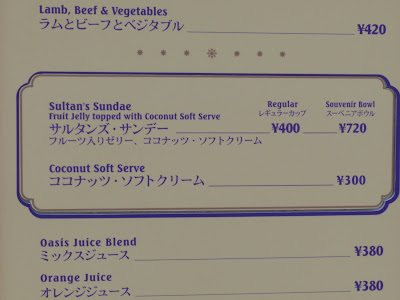 Lamb, Beef & Vegetables
ラムとビーフとベジタブル ¥420
Sultan's Sundae Regular Souvenir Bowl
Fruit Jelly topped with Coconut Soft Serve レギュラーカップ スーベニアボウル
サルタンズ・サンデー ¥400 ¥720
フルーツ入りゼリー、ココナッツ・ソフトクリーム
Coconut Soft Serve
ココナッツ・ソフトクリーム ¥300
Oasis Juice Blend
ミックスジュース ¥380
Orange Juice
オレンジジュース ¥380